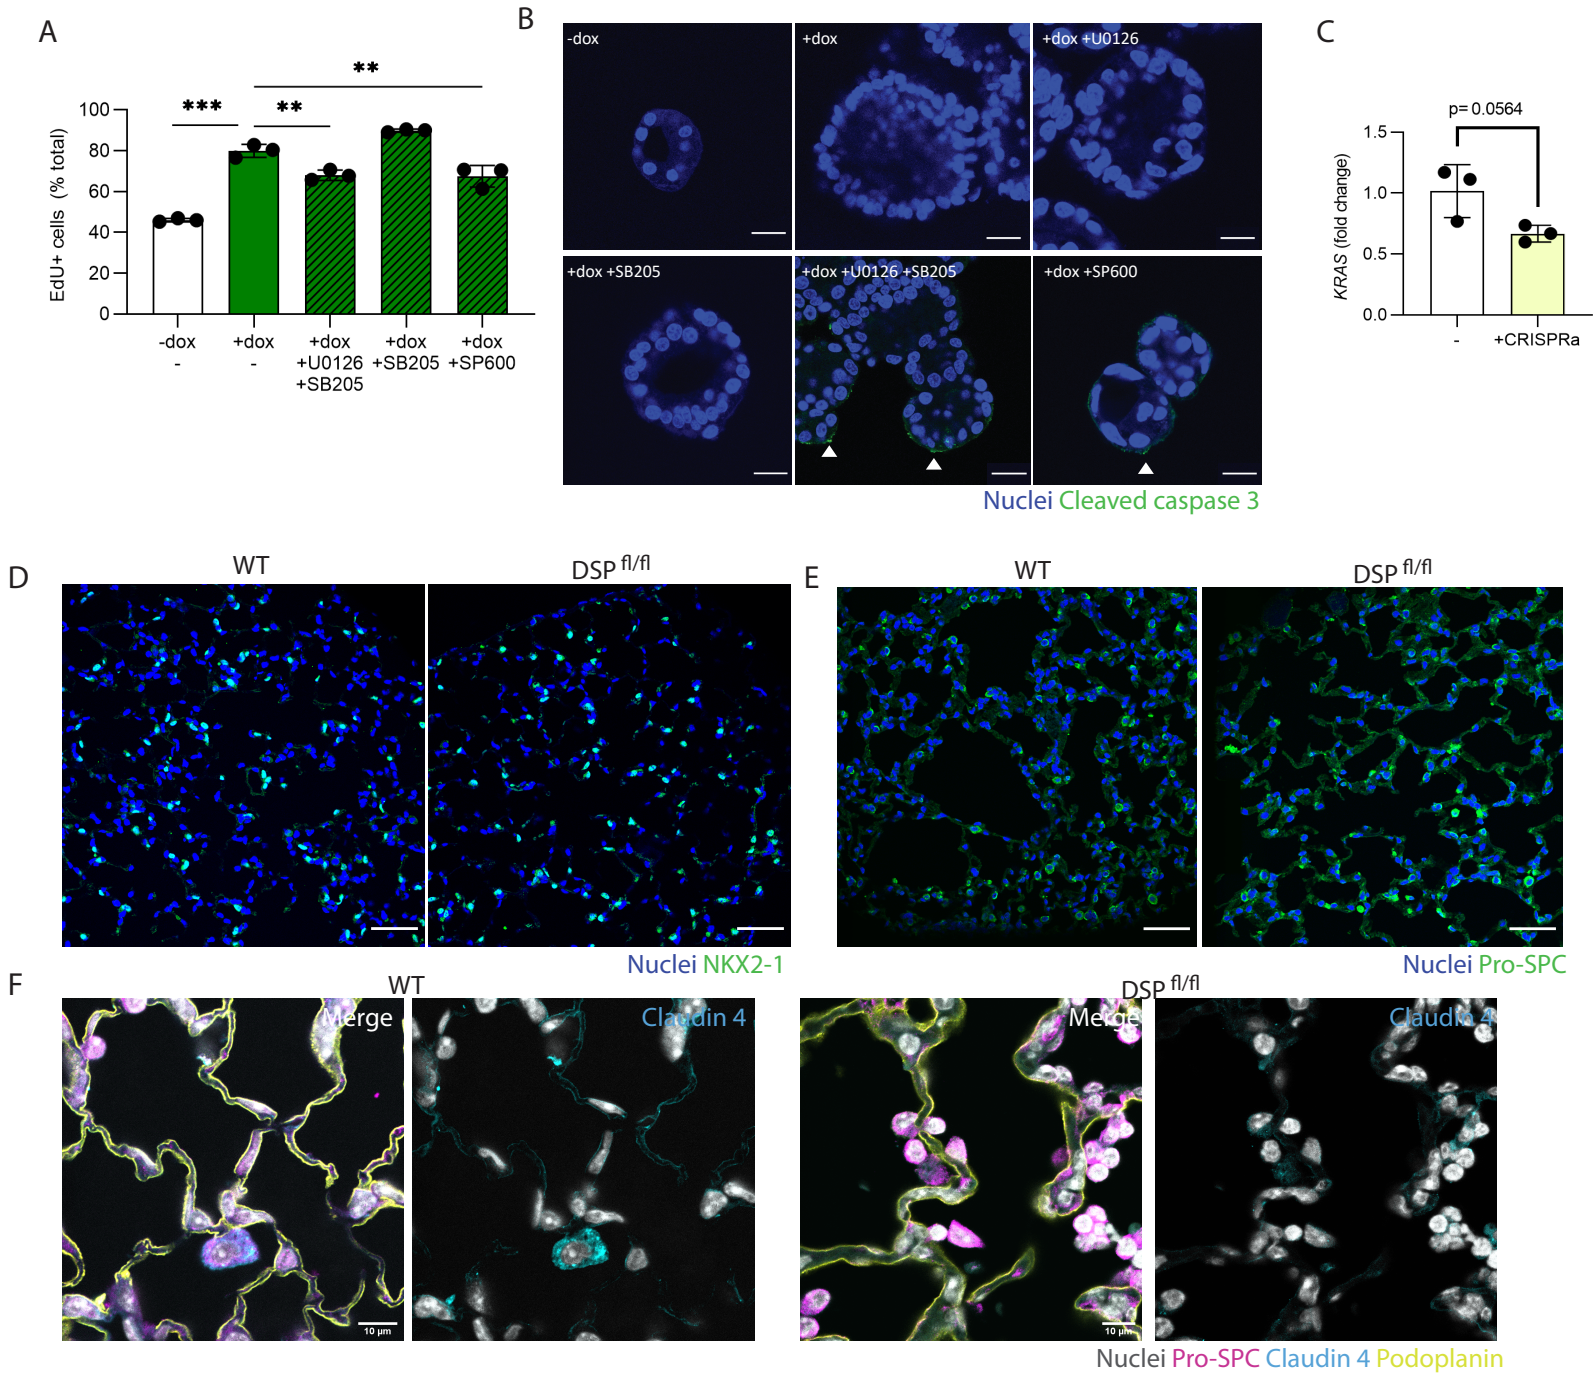 A
EdU+ cells (% total)
100
80
60
40
20
0
***
**
**
-dox
-
+dox
-
+dox
+U0126
+SB205
+dox
+SB205
+dox
+SP600
B
-dox
+dox
+dox +U0126
+dox +SB205
+dox +U0126 +SB205
+dox +SP600
Nuclei Cleaved caspase 3
C
p= 0.0564
KRAS (fold change)
1.5
1.0
0.5
0.0
-
+CRISPRa
D
WT
DSP fl/fl
Nuclei NKX2-1
E
WT
DSP fl/fl
Nuclei Pro-SPC
F
WT
Merge
Claudin 4
10 µm
DSP fl/fl
Merge
Claudin 4
10 µm
Nuclei Pro-SPC Claudin 4 Podoplanin